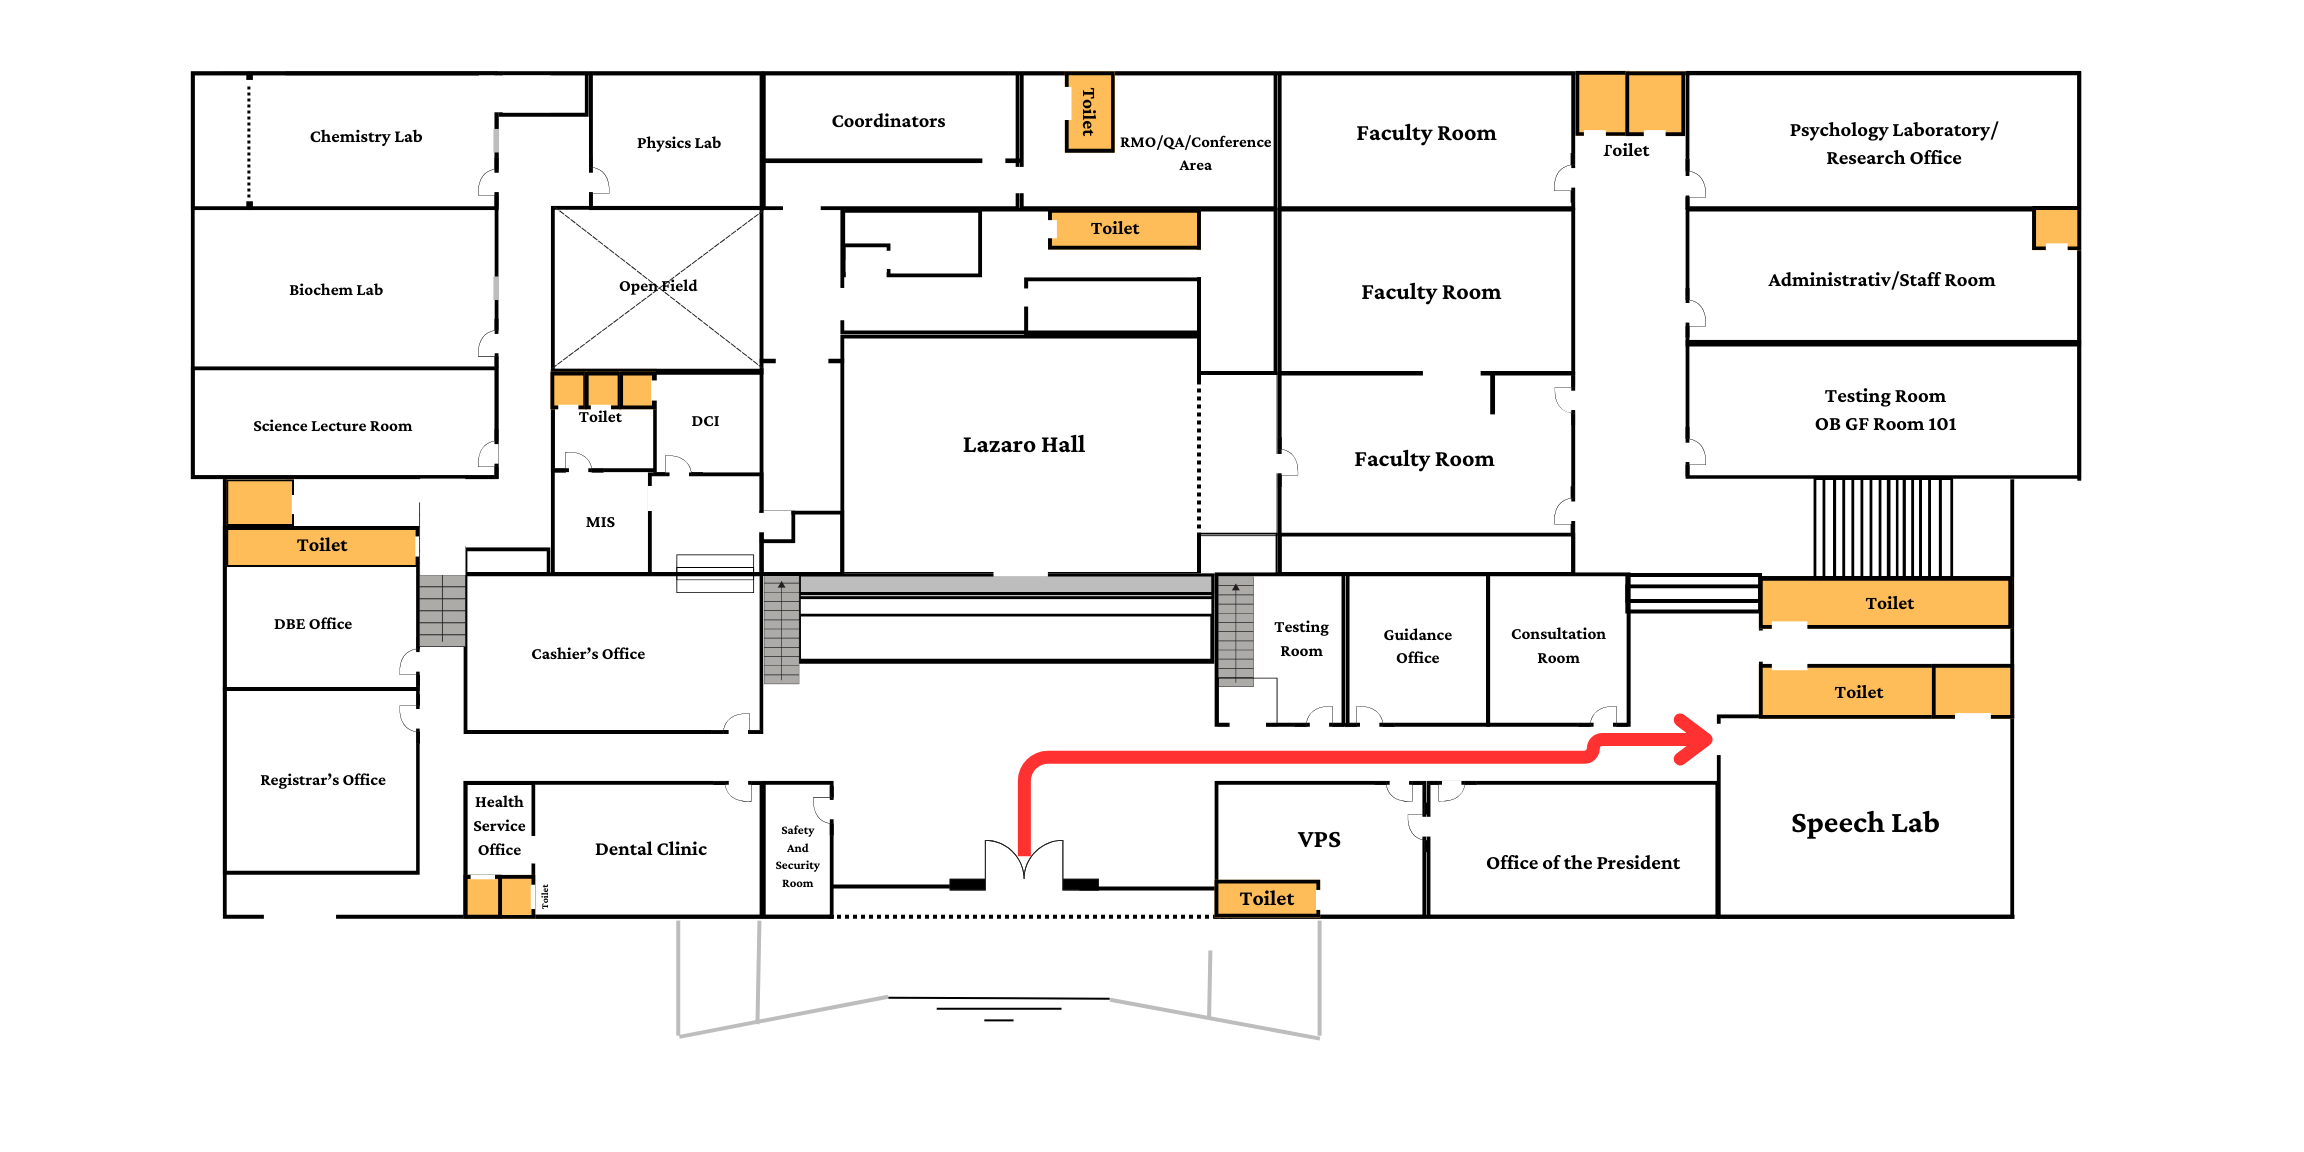 Chemistry Lab
Physics Lab
Coordinators
Toilet
RMO/QA/Conference
Area
Faculty Room
Toilet
Psychology Laboratory/
Research Office
Biochem Lab
Open Field
Toilet
Faculty Room
Administrativ/Staff Room
Science Lecture Room
Toilet
DCI
Lazaro Hall
Faculty Room
Testing Room
OB GF Room 101
MIS
Toilet
DBE Office
Cashier's Office
Testing
Room
Guidance
Office
Consultation
Room
Toilet
Toilet
Registrar's Office
Health
Service
Office
Toilet
Dental Clinic
Safety
And
Security
Room
VPS
Toilet
Office of the President
Speech Lab